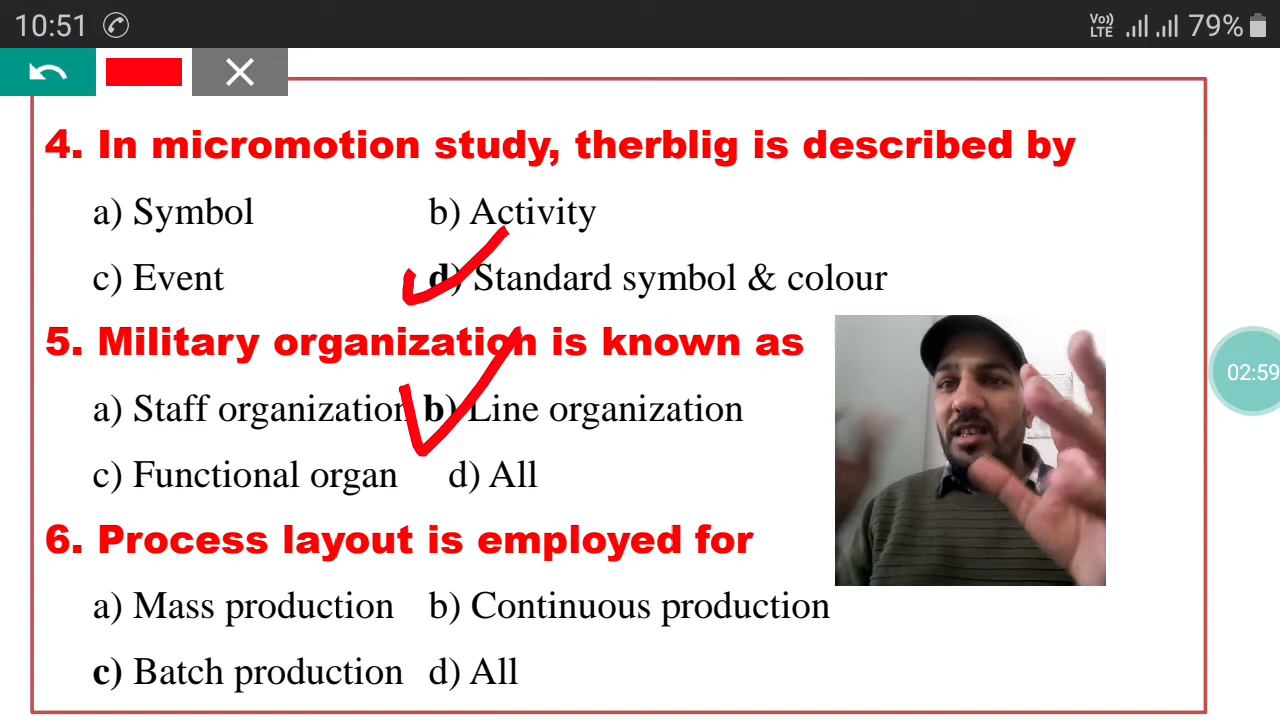 10:51 Vo)) LTE 79%
4. In micromotion study, therblig is described by
a) Symbol b) Activity
c) Event d) Standard symbol & colour
5. Military organization is known as
a) Staff organization b) Line organization
c) Functional organ d) All
02:59
6. Process layout is employed for
a) Mass production b) Continuous production
c) Batch production d) All